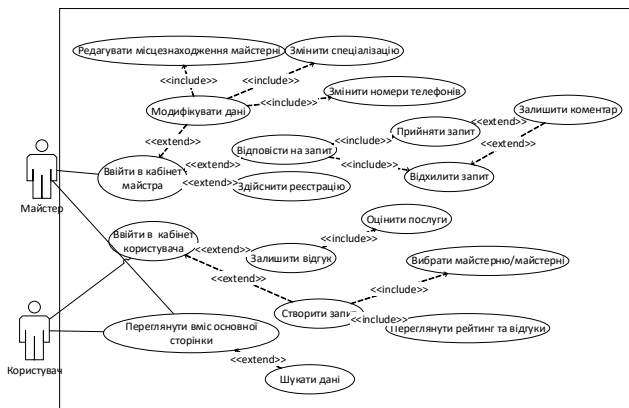 Редагувати місцезнаходження майстерні
Змінити спеціалізацію
<<include>>
<<include>>
Змінити номери телефонів
Модифікувати дані
<<include>>
Залишити коментар
<<extend>>
Прийняти запит
<<extend>>
<<include>>
Відповісти на запит
<<extend>>
<<include>>
<<extend>>
Ввійти в кабінет
майстра
<<extend>>
Здійснити реєстрацію
Відхилити запит
Майстер
Оцінити послуги
Ввійти в кабінет
користувача
<<include>>
<<extend>>
Залишити відгук
Вибрати майстерню/майстерні
<<extend>>
<<include>>
Створити запит
<<include>>
Переглянути рейтинг та відгуки
Переглянути вміс основної
сторінки
<<extend>>
Користувач
Шукати дані